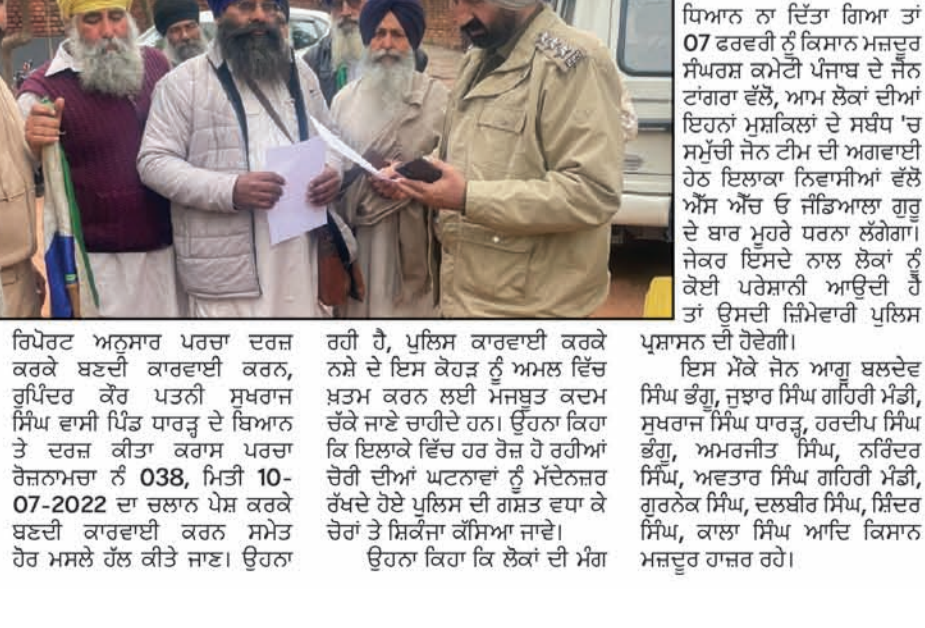 ਰਿਪੋਰਟ ਅਨੁਸਾਰ ਪਰਚਾ ਦਰਜ਼
ਕਰਕੇ ਬਣਦੀ ਕਾਰਵਾਈ ਕਰਨ,
ਰੁਪਿੰਦਰ ਕੌਰ ਪਤਨੀ ਸੁਖਰਾਜ
ਸਿੰਘ ਵਾਸੀ ਪਿੰਡ ਧਾਰੜ੍ਹ ਦੇ ਬਿਆਨ
ਤੇ ਦਰਜ਼ ਕੀਤਾ ਕਰਾਸ ਪਰਚਾ
ਰੋਜ਼ਨਾਮਚਾ ਨੰ 038, ਮਿਤੀ 10-
07-2022 ਦਾ ਚਲਾਨ ਪੇਸ਼ ਕਰਕੇ
ਬਣਦੀ ਕਾਰਵਾਈ ਕਰਨ ਸਮੇਤ
ਹੋਰ ਮਸਲੇ ਹੱਲ ਕੀਤੇ ਜਾਣ। ਉਹਨਾ
ਰਹੀ ਹੈ, ਪੁਲਿਸ ਕਾਰਵਾਈ ਕਰਕੇ
ਨਸ਼ੇ ਦੇ ਇਸ ਕੋਹੜ ਨੂੰ ਅਮਲ ਵਿੱਚ
ਖ਼ਤਮ ਕਰਨ ਲਈ ਮਜਬੂਤ ਕਦਮ
ਚੱਕੇ ਜਾਣੇ ਚਾਹੀਦੇ ਹਨ। ਉਹਨਾ ਕਿਹਾ
ਕਿ ਇਲਾਕੇ ਵਿੱਚ ਹਰ ਰੋਜ਼ ਹੋ ਰਹੀਆਂ
ਚੋਰੀ ਦੀਆਂ ਘਟਨਾਵਾਂ ਨੂੰ ਮੱਦੇਨਜ਼ਰ
ਰੱਖਦੇ ਹੋਏ ਪੁਲਿਸ ਦੀ ਗਸ਼ਤ ਵਧਾ ਕੇ
ਚੋਰਾਂ ਤੇ ਸ਼ਿਕੰਜਾ ਕੱਸਿਆ ਜਾਵੇ।
ਉਹਨਾ ਕਿਹਾ ਕਿ ਲੋਕਾਂ ਦੀ ਮੰਗ
ਧਿਆਨ ਨਾ ਦਿੱਤਾ ਗਿਆ ਤਾਂ
07 ਫਰਵਰੀ ਨੂੰ ਕਿਸਾਨ ਮਜ਼ਦੂਰ
ਸੰਘਰਸ਼ ਕਮੇਟੀ ਪੰਜਾਬ ਦੇ ਜੋਨ
ਟਾਂਗਰਾ ਵੱਲੋਂ, ਆਮ ਲੋਕਾਂ ਦੀਆਂ
ਇਹਨਾਂ ਮੁਸ਼ਕਿਲਾਂ ਦੇ ਸਬੰਧ 'ਚ
ਸਮੁੱਚੀ ਜੋਨ ਟੀਮ ਦੀ ਅਗਵਾਈ
ਹੇਠ ਇਲਾਕਾ ਨਿਵਾਸੀਆਂ ਵੱਲੋਂ
ਐੱਸ ਐੱਚ ਓ ਜੰਡਿਆਲਾ ਗੁਰੂ
ਦੇ ਬਾਰ ਮੂਹਰੇ ਧਰਨਾ ਲੱਗੇਗਾ।
ਜੇਕਰ ਇਸਦੇ ਨਾਲ ਲੋਕਾਂ ਨੂੰ
ਕੋਈ ਪਰੇਸ਼ਾਨੀ ਆਉਂਦੀ ਹੈ
ਤਾਂ ਉਸਦੀ ਜ਼ਿੰਮੇਵਾਰੀ ਪੁਲਿਸ
ਪ੍ਰਸ਼ਾਸਨ ਦੀ ਹੋਵੇਗੀ।
ਇਸ ਮੌਕੇ ਜੋਨ ਆਗੂ ਬਲਦੇਵ
ਸਿੰਘ ਭੰਗੂ, ਜੁਝਾਰ ਸਿੰਘ ਗਹਿਰੀ ਮੰਡੀ,
ਸੁਖਰਾਜ ਸਿੰਘ ਧਾਰੜ੍ਹ, ਹਰਦੀਪ ਸਿੰਘ
ਭੰਗੂ, ਅਮਰਜੀਤ ਸਿੰਘ, ਨਰਿੰਦਰ
ਸਿੰਘ, ਅਵਤਾਰ ਸਿੰਘ ਗਹਿਰੀ ਮੰਡੀ,
ਗੁਰਨੇਕ ਸਿੰਘ, ਦਲਬੀਰ ਸਿੰਘ, ਸ਼ਿੰਦਰ
ਸਿੰਘ, ਕਾਲਾ ਸਿੰਘ ਆਦਿ ਕਿਸਾਨ
ਮਜ਼ਦੂਰ ਹਾਜ਼ਰ ਰਹੇ।